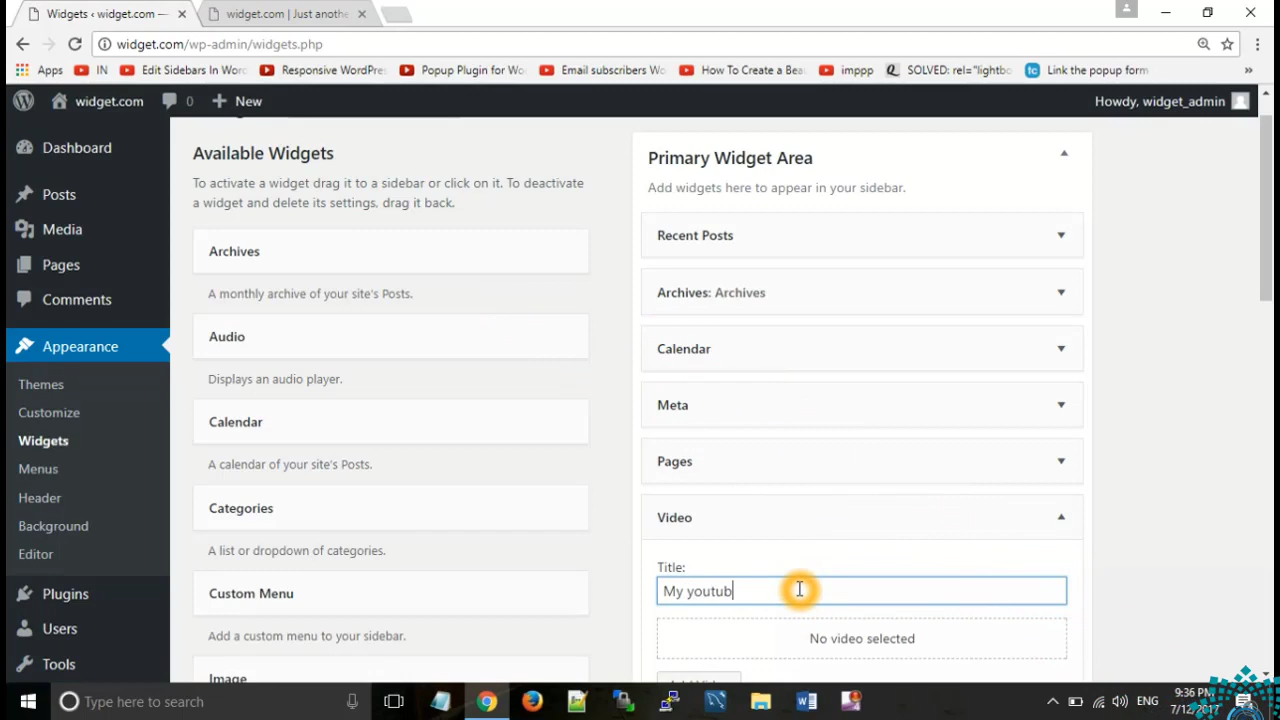 Widgets ‹ widget.com —
widget.com | Just anothe
widget.com/wp-admin/widgets.php
Apps
IN
Edit Sidebars In Wor
Responsive WordPre
Popup Plugin for Wo
Email subscribers Wo
How To Create a Bea
imppp
SOLVED: rel="lightbo
Link the popup form
»
widget.com
0
New
Howdy, widget_admin
Dashboard
Posts
Media
Pages
Comments
Appearance
Themes
Customize
Widgets
Menus
Header
Background
Editor
Plugins
Users
Tools
Available Widgets
To activate a widget drag it to a sidebar or click on it. To deactivate
a widget and delete its settings, drag it back.
Archives
A monthly archive of your site's Posts.
Audio
Displays an audio player.
Calendar
A calendar of your site's Posts.
Categories
A list or dropdown of categories.
Custom Menu
Add a custom menu to your sidebar.
Image
Primary Widget Area
Add widgets here to appear in your sidebar.
Recent Posts
Archives: Archives
Calendar
Meta
Pages
Video
Title:
My youtub
No video selected
Type here to search
ENG
9:36 PM
7/12/2017